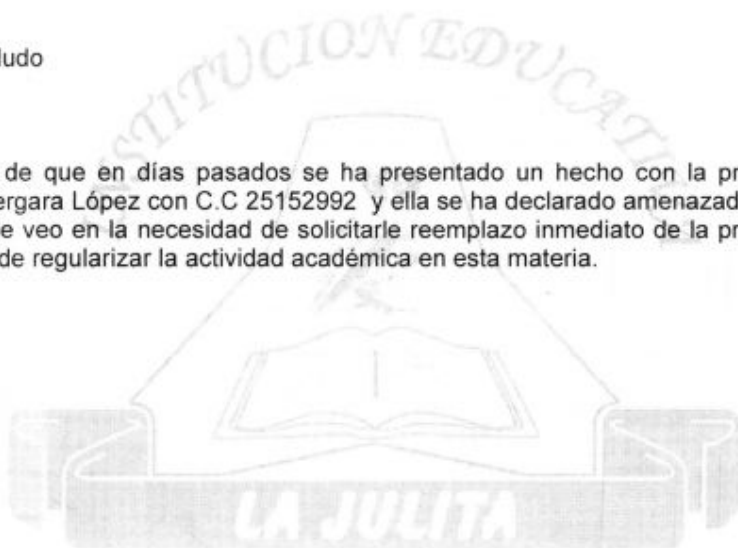 ludo
INSTITUCION EDUCATIVA
de que en días pasados se ha presentado un hecho con la pr
ergara López con C.C 25152992 y ella se ha declarado amenazad
e veo en la necesidad de solicitarle reemplazo inmediato de la pr
de regularizar la actividad académica en esta materia.
LA JULITA